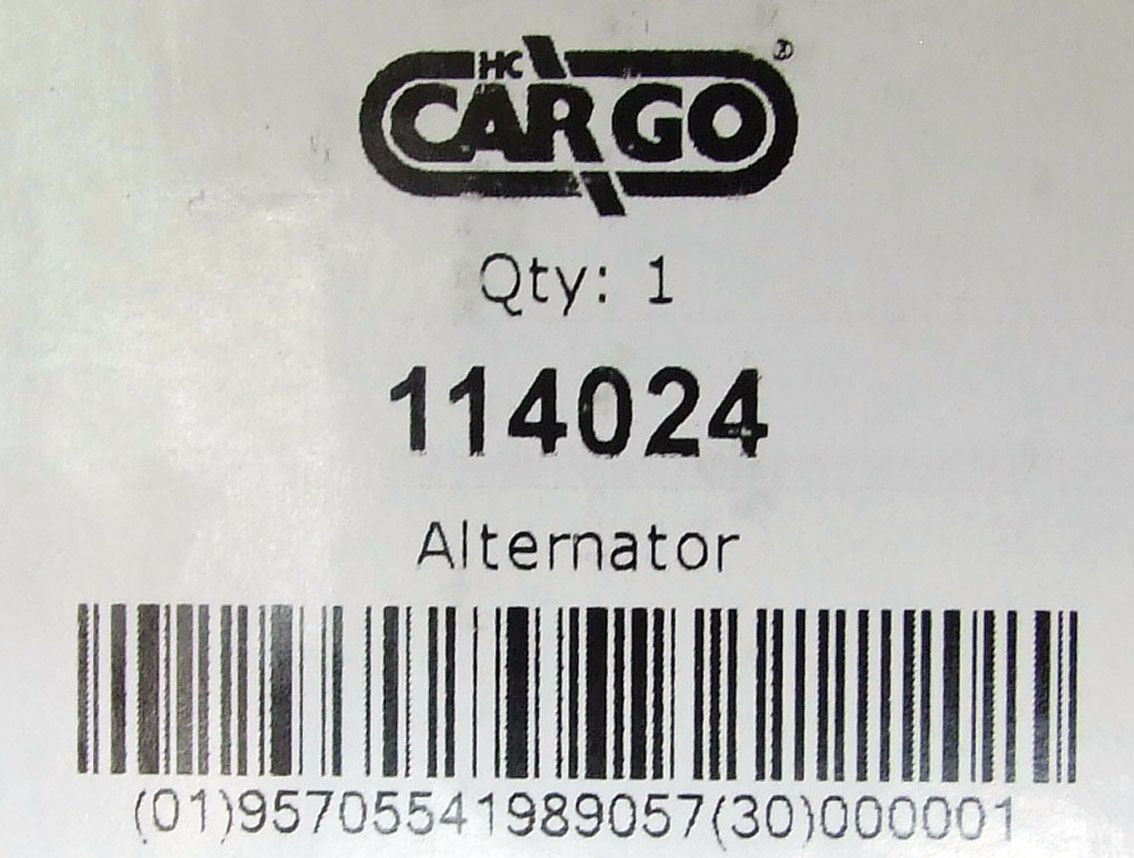 HC
CARGO®
Qty: 1
114024
Alternator
(01)95705541989057(30)000001